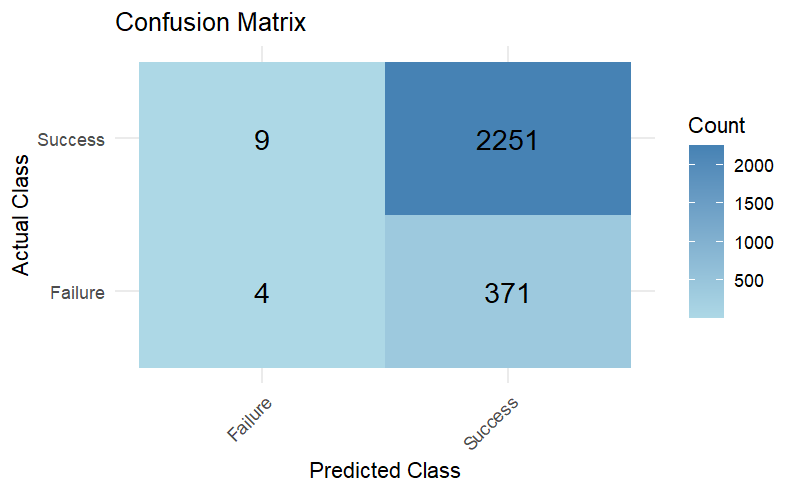 Confusion Matrix
Actual Class
Success
9
2251
Failure
4
371
Failure
Success
Predicted Class
Count
2000
1500
1000
500